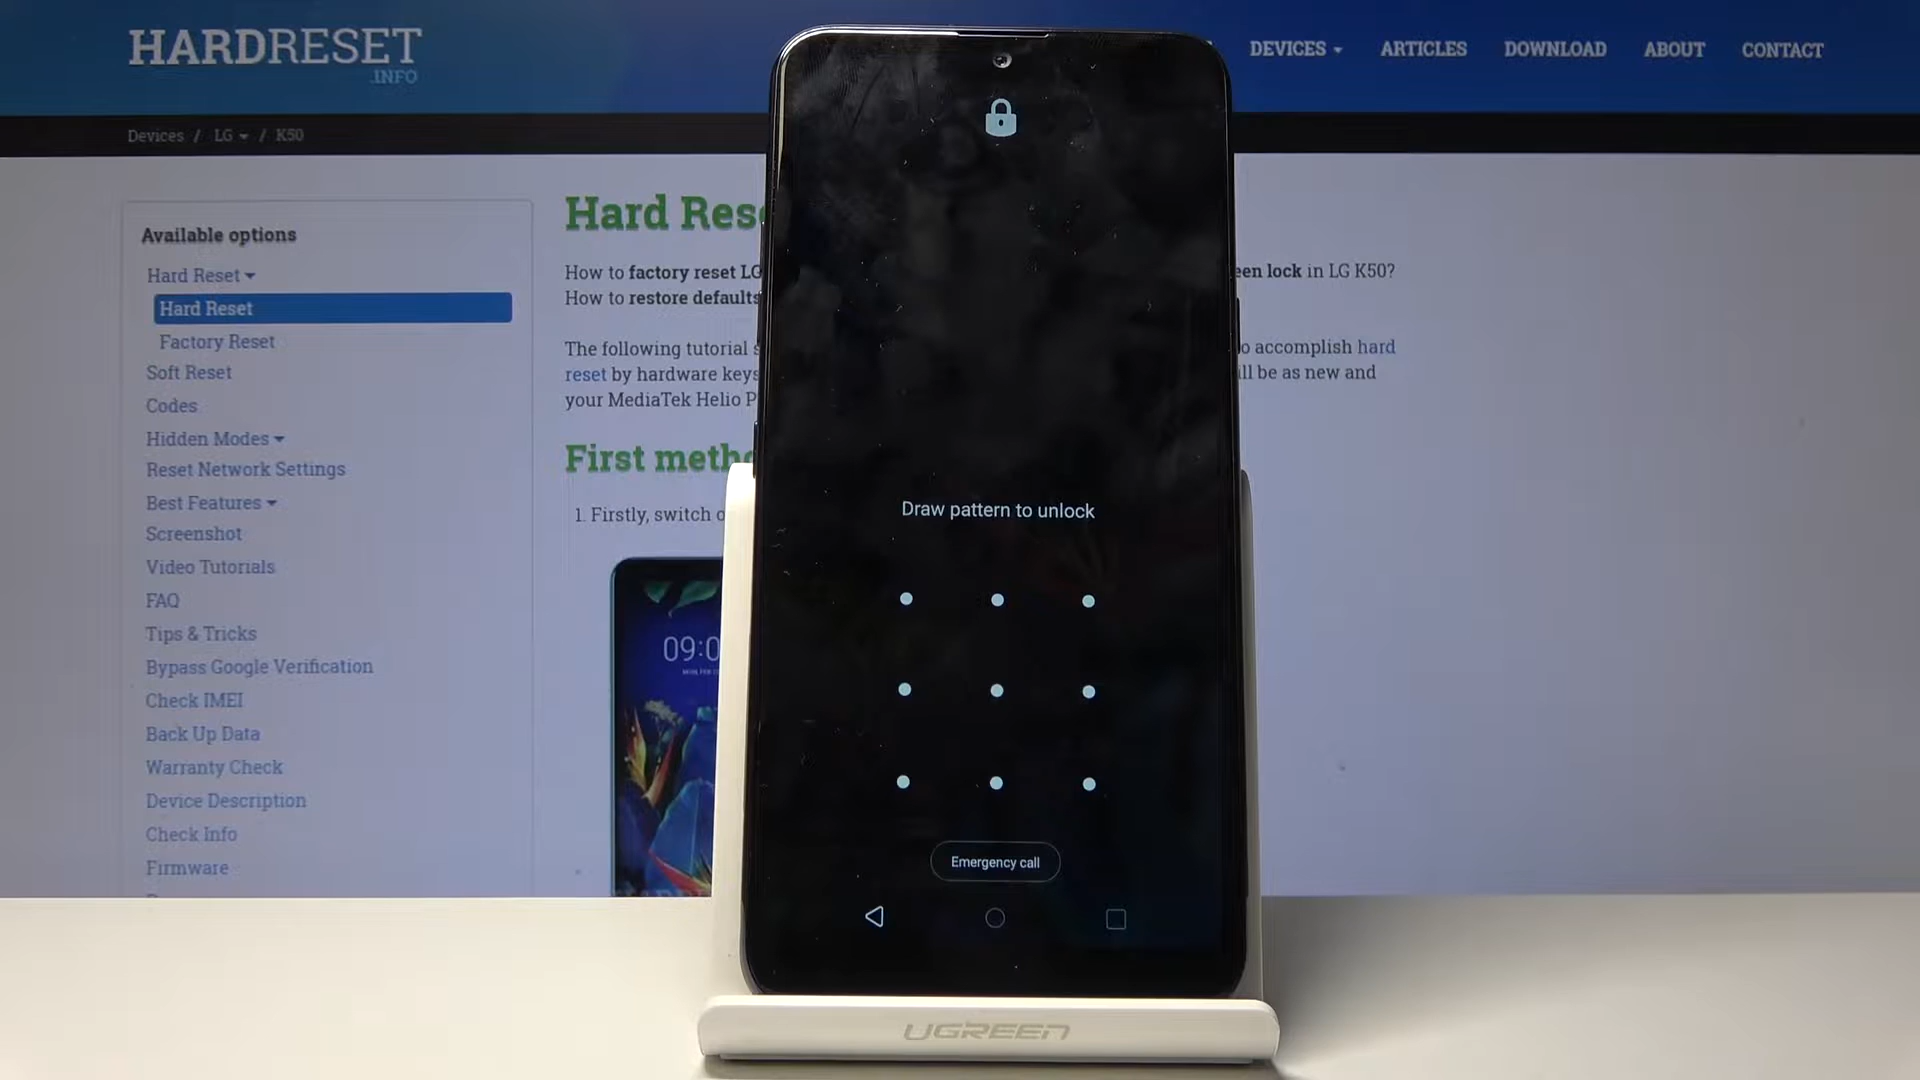 HARDRESET
.INFO
DEVICES
ARTICLES
DOWNLOAD
ABOUT
CONTACT
Devices / LG / K50
Available options
Hard Reset
Hard Reset
Factory Reset
Soft Reset
Codes
Hidden Modes
Reset Network Settings
Best Features
Screenshot
Video Tutorials
FAQ
Tips & Tricks
Bypass Google Verification
Check IMEI
Back Up Data
Warranty Check
Device Description
Check Info
Firmware
Hard Rese
How to factory reset LG
een lock in LG K50?
How to restore defaults
The following tutorial
o accomplish hard
reset by hardware keys
ill be as new and
your MediaTek Helio P
First meth
1. Firstly, switch o
09:0
Draw pattern to unlock
Emergency call
UGREEN